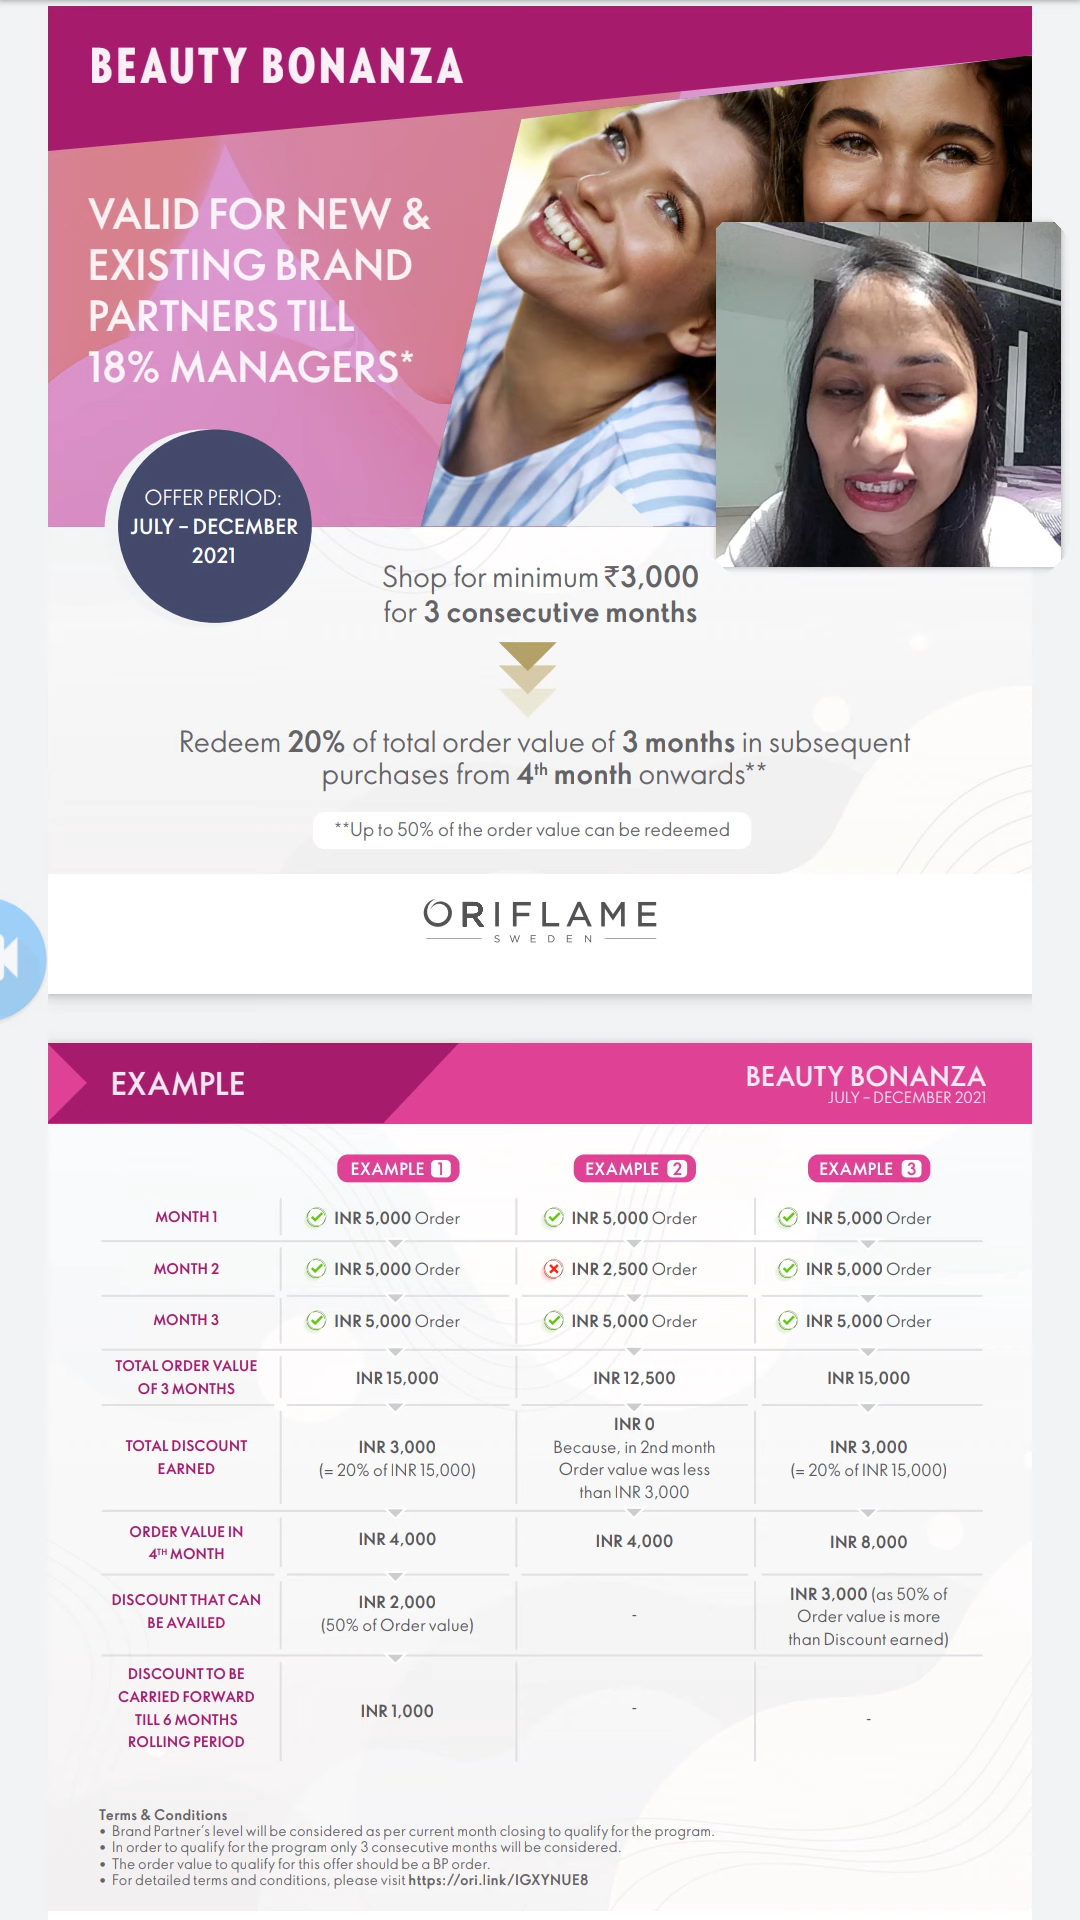 BEAUTY BONANZA
VALID FOR NEW &
EXISTING BRAND
PARTNERS TILL
18% MANAGERS*
OFFER PERIOD:
JULY – DECEMBER
2021
Shop for minimum ₹3,000
for 3 consecutive months
Redeem 20% of total order value of 3 months in subsequent
purchases from 4th month onwards**
**Up to 50% of the order value can be redeemed
ORIFLAME
SWEDEN
EXAMPLE
BEAUTY BONANZA
JULY – DECEMBER 2021
EXAMPLE 1 EXAMPLE 2 EXAMPLE 3
MONTH 1 INR 5,000 Order INR 5,000 Order INR 5,000 Order
MONTH 2 INR 5,000 Order INR 2,500 Order INR 5,000 Order
MONTH 3 INR 5,000 Order INR 5,000 Order INR 5,000 Order
TOTAL ORDER VALUE
OF 3 MONTHS
INR 15,000 INR 12,500 INR 15,000
TOTAL DISCOUNT
EARNED
INR 3,000
(= 20% of INR 15,000)
INR 0
Because, in 2nd month
Order value was less
than INR 3,000
INR 3,000
(= 20% of INR 15,000)
ORDER VALUE IN
4TH MONTH
INR 4,000 INR 4,000 INR 8,000
DISCOUNT THAT CAN
BE AVAILED
INR 2,000
(50% of Order value)
-
INR 3,000 (as 50% of
Order value is more
than Discount earned)
DISCOUNT TO BE
CARRIED FORWARD
TILL 6 MONTHS
ROLLING PERIOD
INR 1,000 - -
Terms & Conditions
• Brand Partner's level will be considered as per current month closing to qualify for the program.
• In order to qualify for the program only 3 consecutive months will be considered.
• The order value to qualify for this offer should be a BP order.
• For detailed terms and conditions, please visit https://ori.link/IGXYNUE8